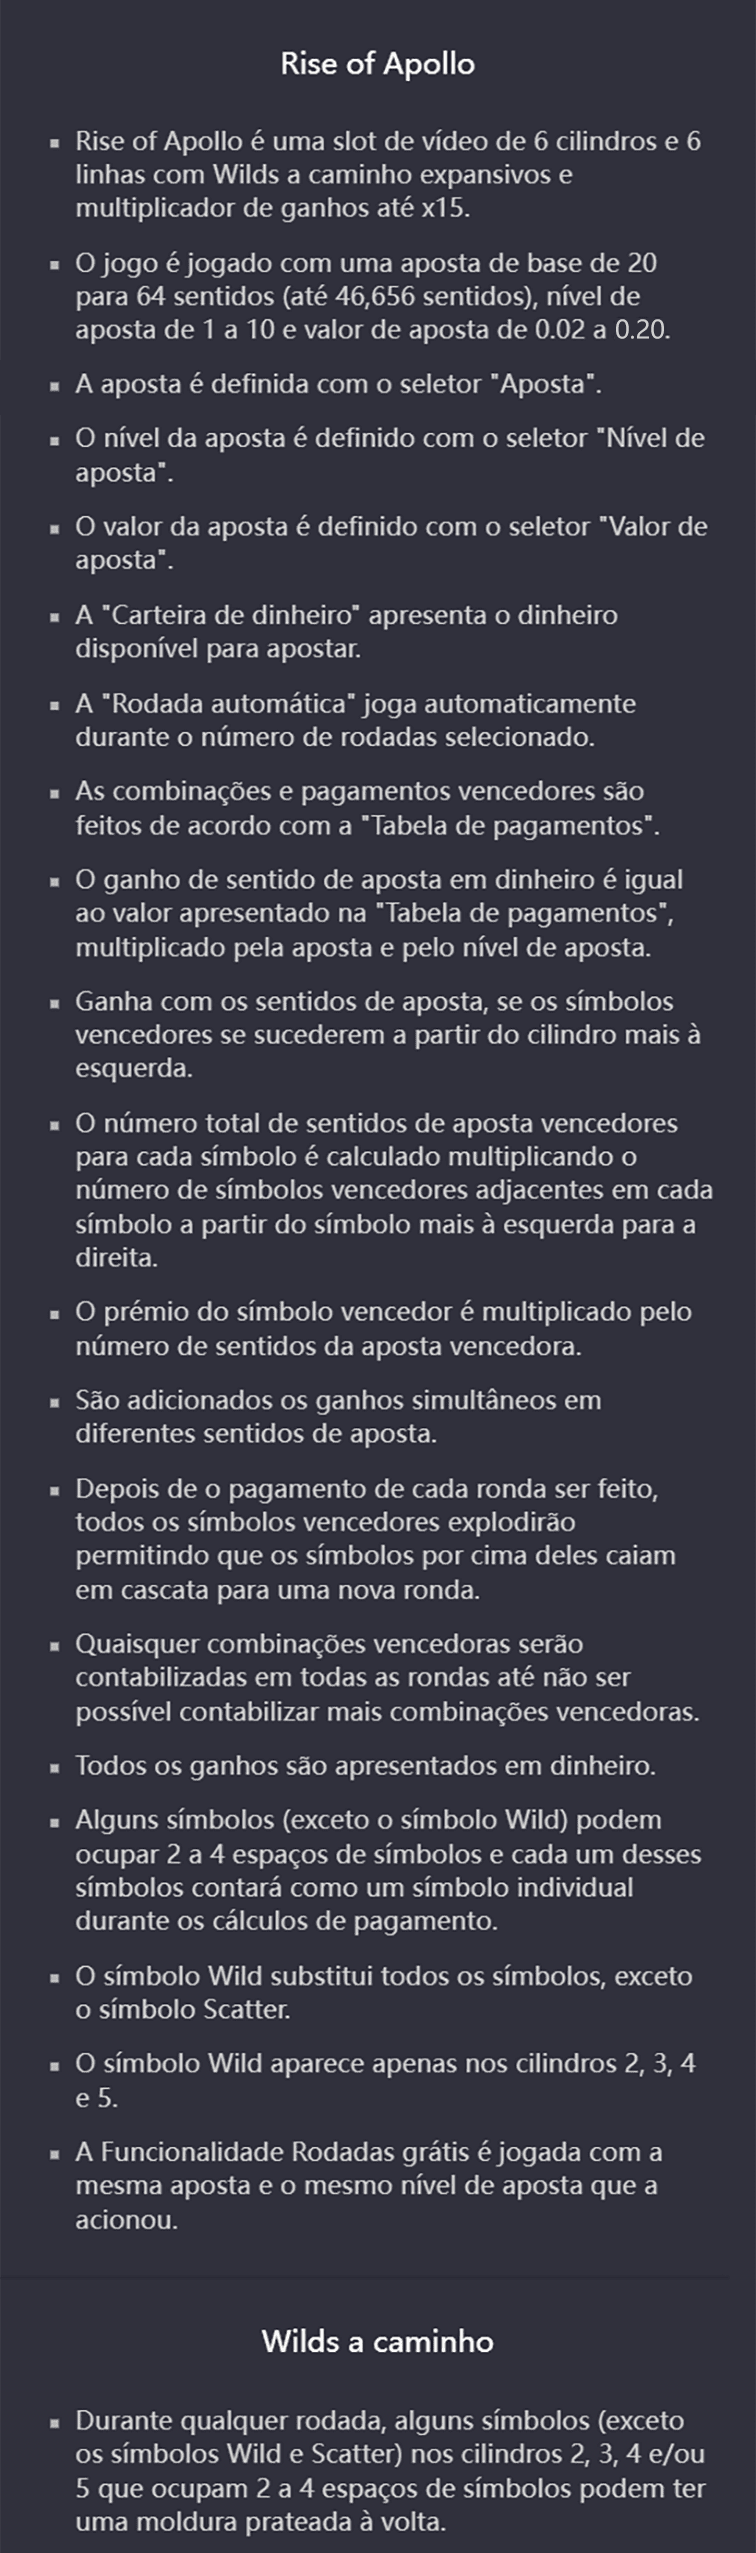 Rise of Apollo
▪ Rise of Apollo é uma slot de vídeo de 6 cilindros e 6
linhas com Wilds a caminho expansivos e
multiplicador de ganhos até x15.
▪ O jogo é jogado com uma aposta de base de 20
para 64 sentidos (até 46,656 sentidos), nível de
aposta de 1 a 10 e valor de aposta de 0.02 a 0.20.
▪ A aposta é definida com o seletor "Aposta".
▪ O nível da aposta é definido com o seletor "Nível de
aposta".
▪ O valor da aposta é definido com o seletor "Valor de
aposta".
▪ A "Carteira de dinheiro" apresenta o dinheiro
disponível para apostar.
▪ A "Rodada automática" joga automaticamente
durante o número de rodadas selecionado.
▪ As combinações e pagamentos vencedores são
feitos de acordo com a "Tabela de pagamentos".
▪ O ganho de sentido de aposta em dinheiro é igual
ao valor apresentado na "Tabela de pagamentos",
multiplicado pela aposta e pelo nível de aposta.
▪ Ganha com os sentidos de aposta, se os símbolos
vencedores se sucederem a partir do cilindro mais à
esquerda.
▪ O número total de sentidos de aposta vencedores
para cada símbolo é calculado multiplicando o
número de símbolos vencedores adjacentes em cada
símbolo a partir do símbolo mais à esquerda para a
direita.
▪ O prémio do símbolo vencedor é multiplicado pelo
número de sentidos da aposta vencedora.
▪ São adicionados os ganhos simultâneos em
diferentes sentidos de aposta.
▪ Depois de o pagamento de cada ronda ser feito,
todos os símbolos vencedores explodirão
permitindo que os símbolos por cima deles caiam
em cascata para uma nova ronda.
▪ Quaisquer combinações vencedoras serão
contabilizadas em todas as rondas até não ser
possível contabilizar mais combinações vencedoras.
▪ Todos os ganhos são apresentados em dinheiro.
▪ Alguns símbolos (exceto o símbolo Wild) podem
ocupar 2 a 4 espaços de símbolos e cada um desses
símbolos contará como um símbolo individual
durante os cálculos de pagamento.
▪ O símbolo Wild substitui todos os símbolos, exceto
o símbolo Scatter.
▪ O símbolo Wild aparece apenas nos cilindros 2, 3, 4
e 5.
▪ A Funcionalidade Rodadas grátis é jogada com a
mesma aposta e o mesmo nível de aposta que a
acionou.
Wilds a caminho
▪ Durante qualquer rodada, alguns símbolos (exceto
os símbolos Wild e Scatter) nos cilindros 2, 3, 4 e/ou
5 que ocupam 2 a 4 espaços de símbolos podem ter
uma moldura prateada à volta.